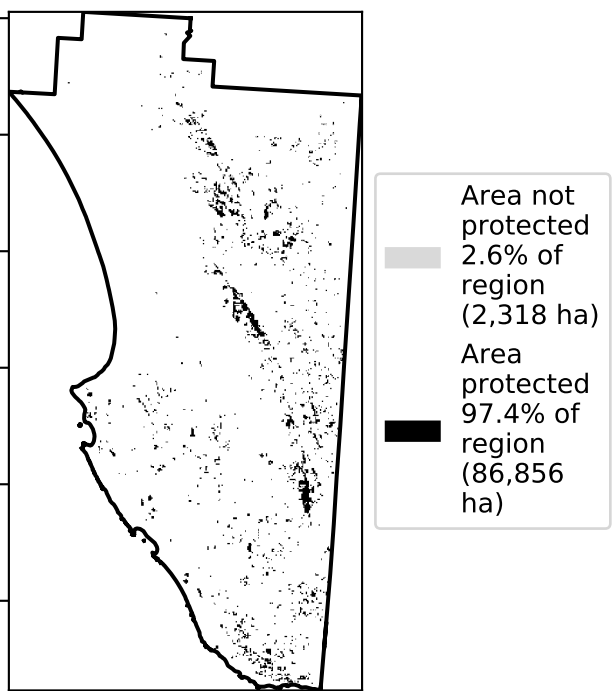 Area not
protected
2.6% of
region
(2,318 ha)
Area
protected
97.4% of
region
(86,856
ha)